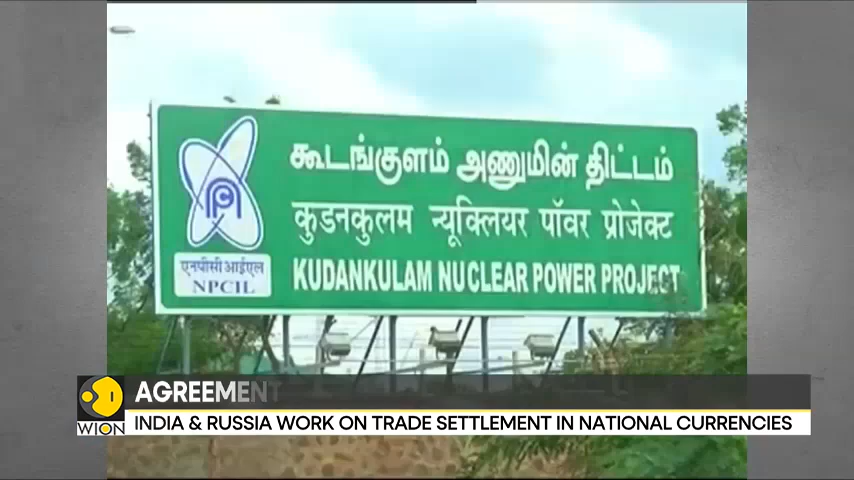 கூடங்குளம் அணுமின் திட்டம்
कुडनकुलम न्यूक्लियर पॉवर प्रोजेक्ट
KUDANKULAM NUCLEAR POWER PROJECT
एनपीसीआईएल
NPCIL
AGREEMENT
INDIA & RUSSIA WORK ON TRADE SETTLEMENT IN NATIONAL CURRENCIES
WION